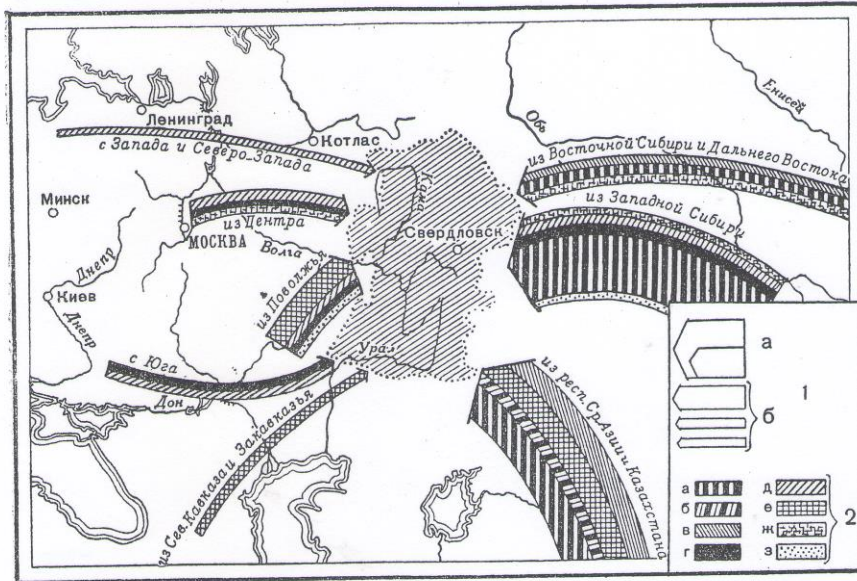 Ленинград
Котлас
с Запада и Северо-Запада
Минск
из Центра
МОСКВА
Волга
Днепр
Киев
Днепр
из Поволжья
с Юга
Дон
Урал
из Сев. Кавказа и Закавказья
Кама
Свердловск
Обь
Енисей
из Восточной Сибири и Дальнего Востока
из Западной Сибири
из респ. Ср. Азии и Казахстана
а
б
1
а
б
в
г
д
е
ж
з
2